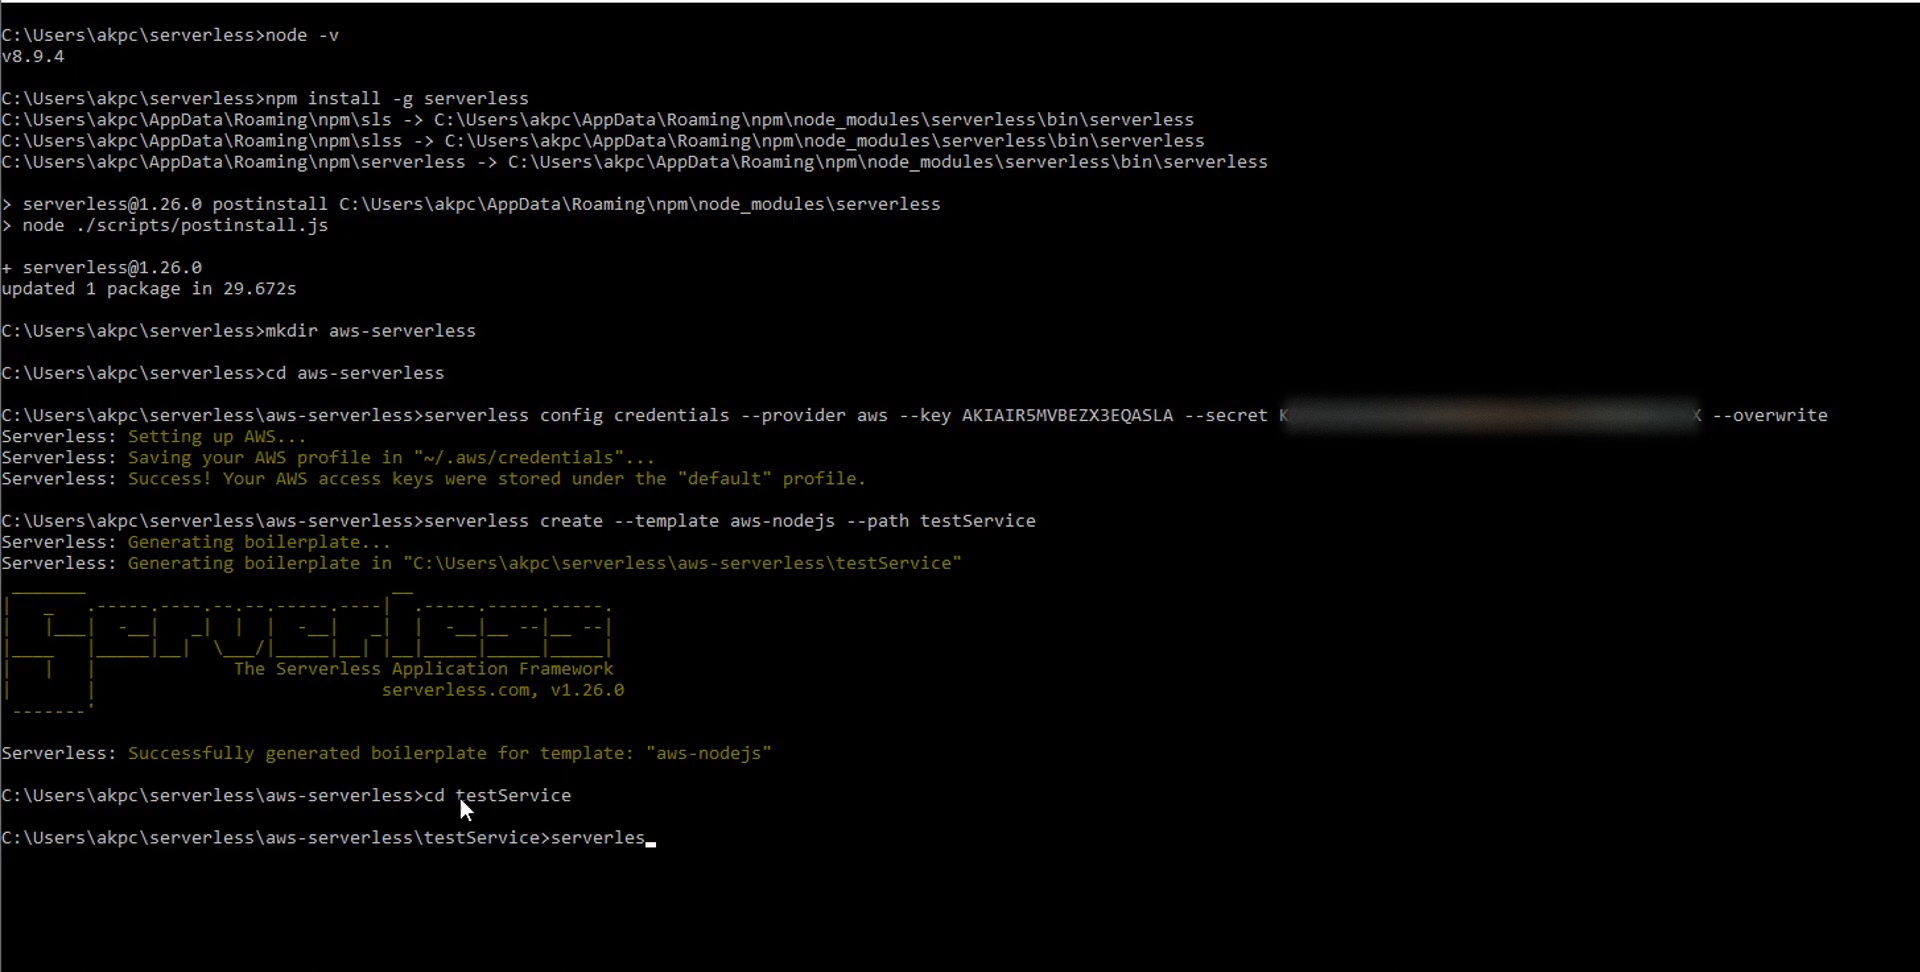 C:\Users\akpc\serverless>node -v
v8.9.4
C:\Users\akpc\serverless>npm install -g serverless
C:\Users\akpc\AppData\Roaming\npm\sls -> C:\Users\akpc\AppData\Roaming\npm\node_modules\serverless\bin\serverless
C:\Users\akpc\AppData\Roaming\npm\slss -> C:\Users\akpc\AppData\Roaming\npm\node_modules\serverless\bin\serverless
C:\Users\akpc\AppData\Roaming\npm\serverless -> C:\Users\akpc\AppData\Roaming\npm\node_modules\serverless\bin\serverless
> serverless@1.26.0 postinstall C:\Users\akpc\AppData\Roaming\npm\node_modules\serverless
> node ./scripts/postinstall.js
+ serverless@1.26.0
updated 1 package in 29.672s
C:\Users\akpc\serverless>mkdir aws-serverless
C:\Users\akpc\serverless>cd aws-serverless
C:\Users\akpc\serverless\aws-serverless>serverless config credentials --provider aws --key AKIAIR5MVBEZX3EQASLA --secret --overwrite
Serverless: Setting up AWS...
Serverless: Saving your AWS profile in "~/.aws/credentials"...
Serverless: Success! Your AWS access keys were stored under the "default" profile.
C:\Users\akpc\serverless\aws-serverless>serverless create --template aws-nodejs --path testService
Serverless: Generating boilerplate...
Serverless: Generating boilerplate in "C:\Users\akpc\serverless\aws-serverless\testService"
Serverless
The Serverless Application Framework
serverless.com, v1.26.0
Serverless: Successfully generated boilerplate for template: "aws-nodejs"
C:\Users\akpc\serverless\aws-serverless>cd testService
C:\Users\akpc\serverless\aws-serverless\testService>serverles